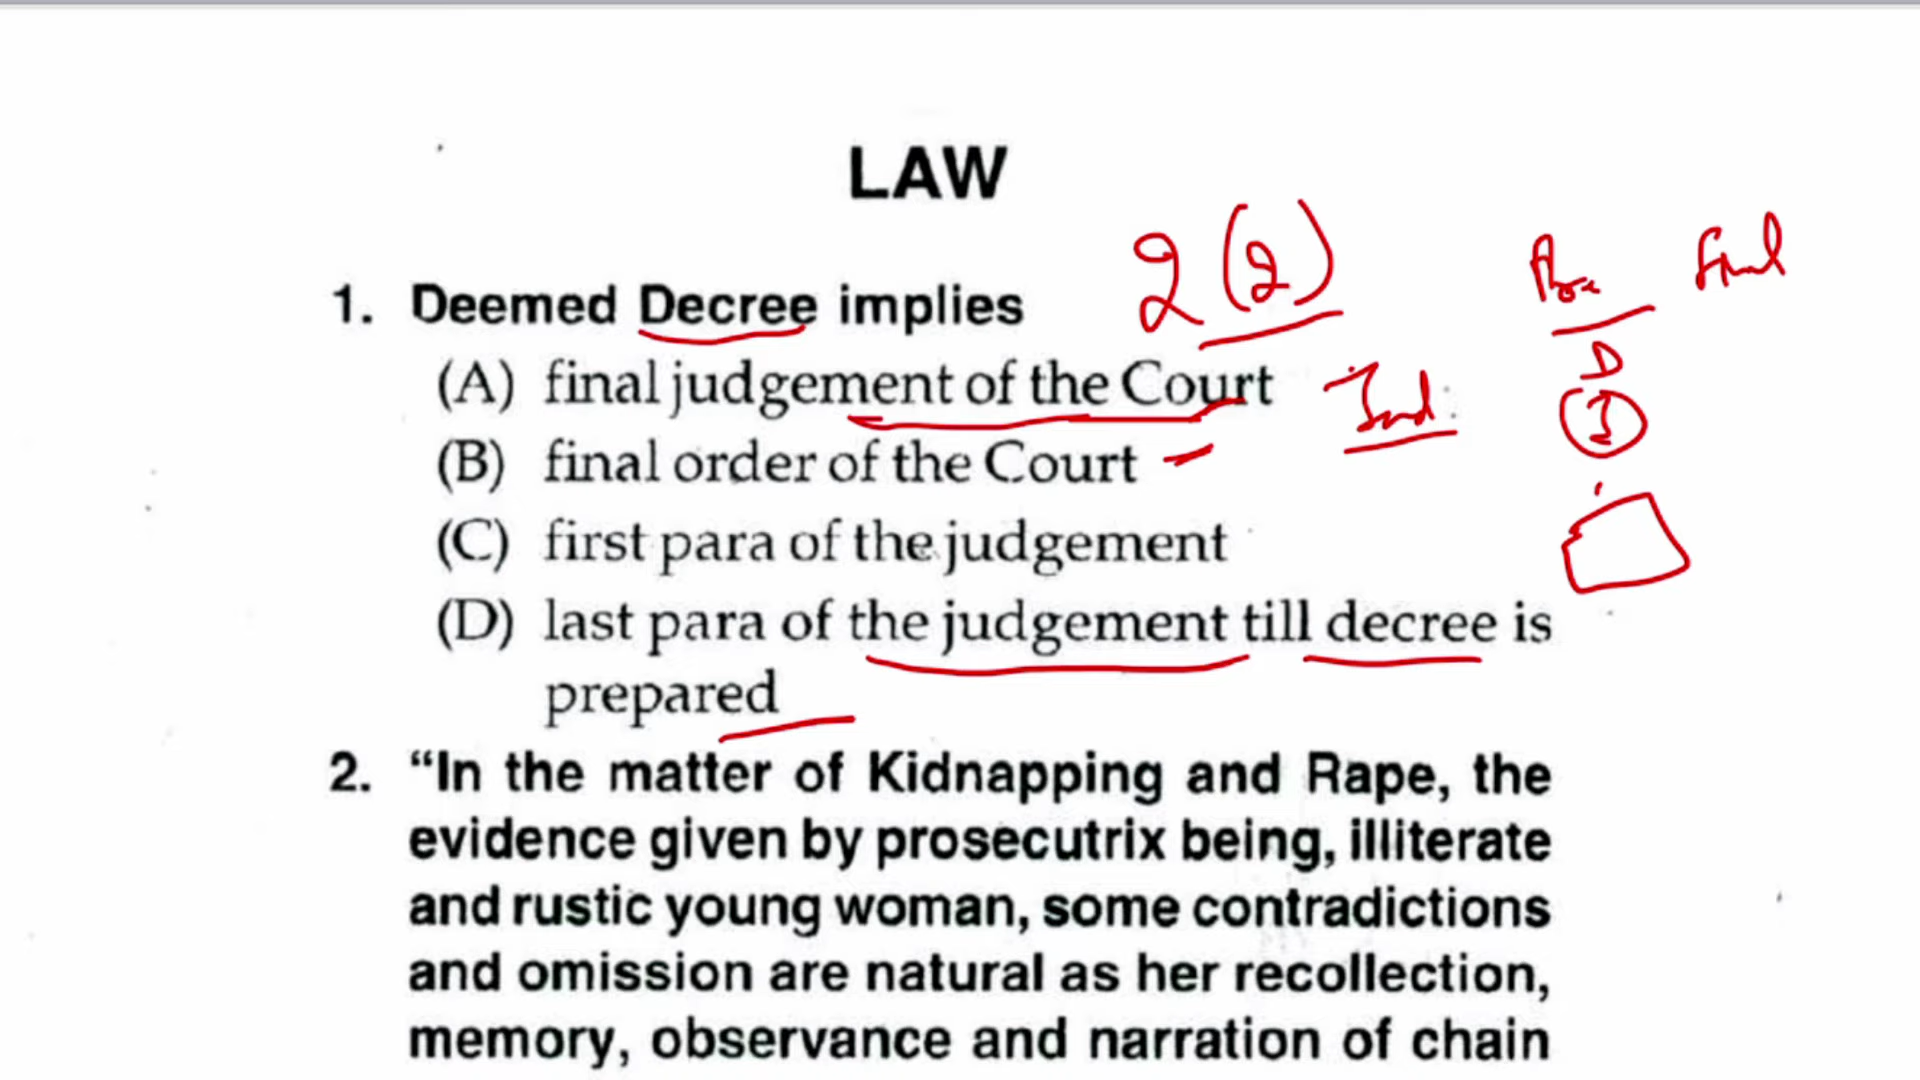 LAW
2(2)
final
1. Deemed Decree implies
D
(A) final judgement of the Court
(B) final order of the Court
(C) first para of the judgement
(D) last para of the judgement till decree is
prepared
2. “In the matter of Kidnapping and Rape, the
evidence given by prosecutrix being, illiterate
and rustic young woman, some contradictions
and omission are natural as her recollection,
memory, observance and narration of chain